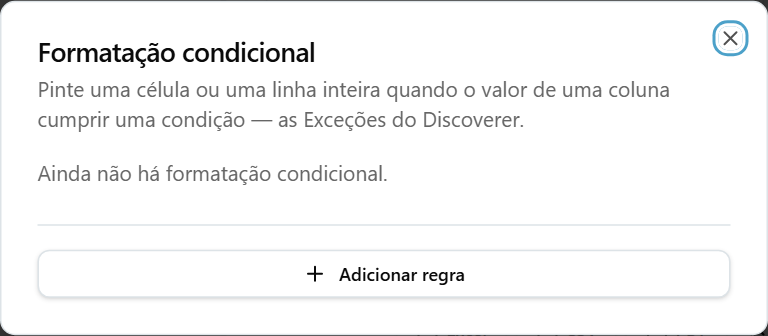 Formatação condicional
Pinte uma célula ou uma linha inteira quando o valor de uma coluna
cumprir uma condição — as Exceções do Discoverer.
Ainda não há formatação condicional.
Adicionar regra